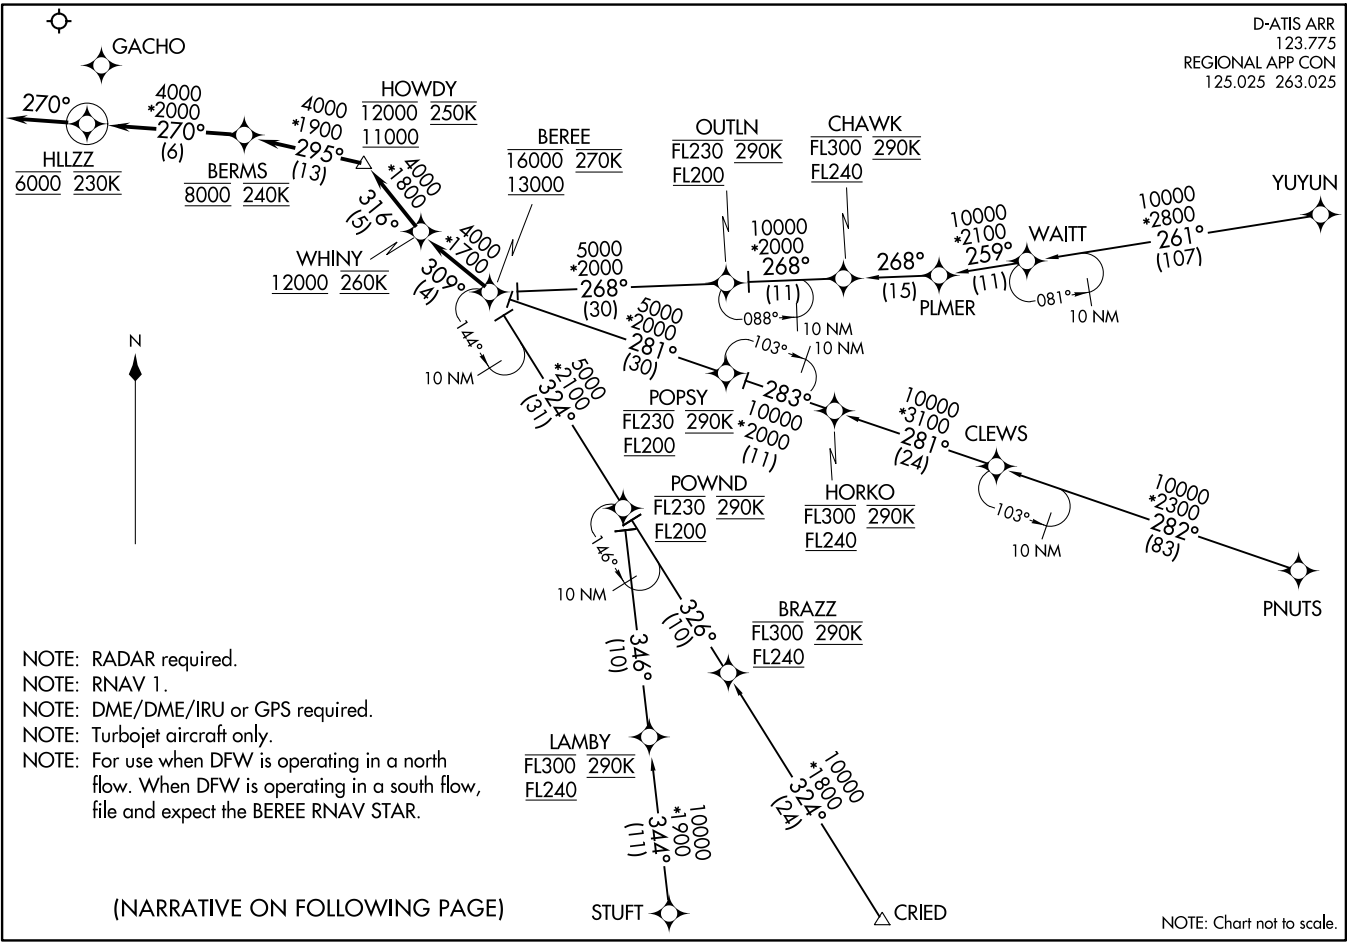 D-ATIS ARR
123.775
REGIONAL APP CON
125.025 263.025
GACHO
270°
HLLZZ
6000 230K
4000
*2000
270°
(6)
BERMS
8000 240K
4000
*1900
295°
(13)
HOWDY
12000 250K
11000
4000
*1800
316°
(5)
WHINY
12000 260K
4000
*1700
309°
(4)
BEREE
16000 270K
13000
144°
10 NM
5000
*2000
268°
(30)
OUTLN
FL230 290K
FL200
088°
10 NM
10000
*2000
268°
(11)
CHAWK
FL300 290K
FL240
268°
(15)
PLMER
10000
*2100
259°
(11)
WAITT
081°
10 NM
10000
*2800
261°
(107)
YUYUN
5000
*2000
281°
(30)
103°
10 NM
POPSY
FL230 290K
FL200
283°
10000
*2000
(11)
HORKO
FL300 290K
FL240
10000
*3100
281°
(24)
CLEWS
103°
10 NM
10000
*2300
282°
(83)
PNUTS
5000
*2100
324°
(31)
POWND
FL230 290K
FL200
146°
10 NM
326°
(10)
BRAZZ
FL300 290K
FL240
346°
(10)
LAMBY
FL300 290K
FL240
10000
*1800
324°
(24)
CRIED
10000
*1900
344°
(11)
STUFT
N
NOTE: RADAR required.
NOTE: RNAV 1.
NOTE: DME/DME/IRU or GPS required.
NOTE: Turbojet aircraft only.
NOTE: For use when DFW is operating in a north
flow. When DFW is operating in a south flow,
file and expect the BEREE RNAV STAR.
(NARRATIVE ON FOLLOWING PAGE)
NOTE: Chart not to scale.